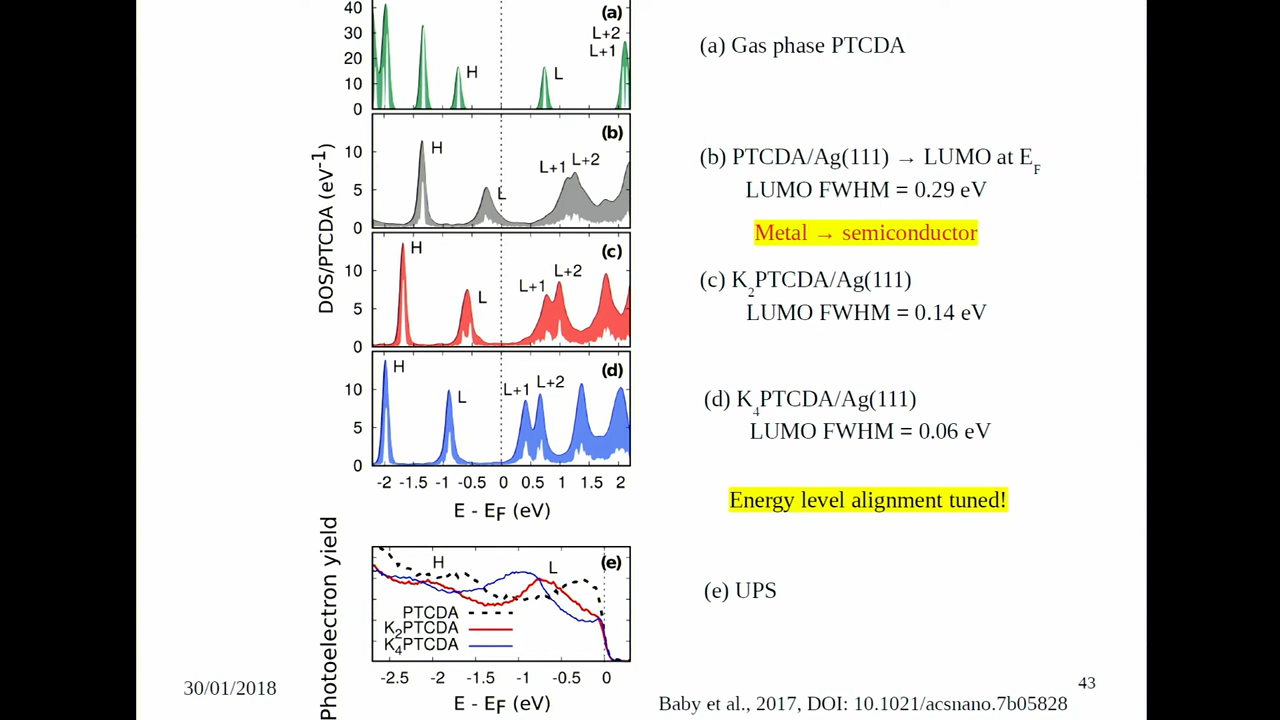 40
30
20
10
0
(a)
L+2
L+1
H
L
(b)
10
5
0
H
L
L+1
L+2
(c)
10
5
0
H
L
L+1
L+2
(d)
10
5
0
H
L
L+1
L+2
DOS/PTCDA (eV-1)
-2 -1.5 -1 -0.5 0 0.5 1 1.5 2
E - EF (eV)
(e)
H
L
PTCDA
K2PTCDA
K4PTCDA
Photoelectron yield
-2.5 -2 -1.5 -1 -0.5 0
E - EF (eV)
(a) Gas phase PTCDA
(b) PTCDA/Ag(111) → LUMO at EF
LUMO FWHM = 0.29 eV
Metal → semiconductor
(c) K2PTCDA/Ag(111)
LUMO FWHM = 0.14 eV
(d) K4PTCDA/Ag(111)
LUMO FWHM = 0.06 eV
Energy level alignment tuned!
(e) UPS
30/01/2018
43
Baby et al., 2017, DOI: 10.1021/acsnano.7b05828